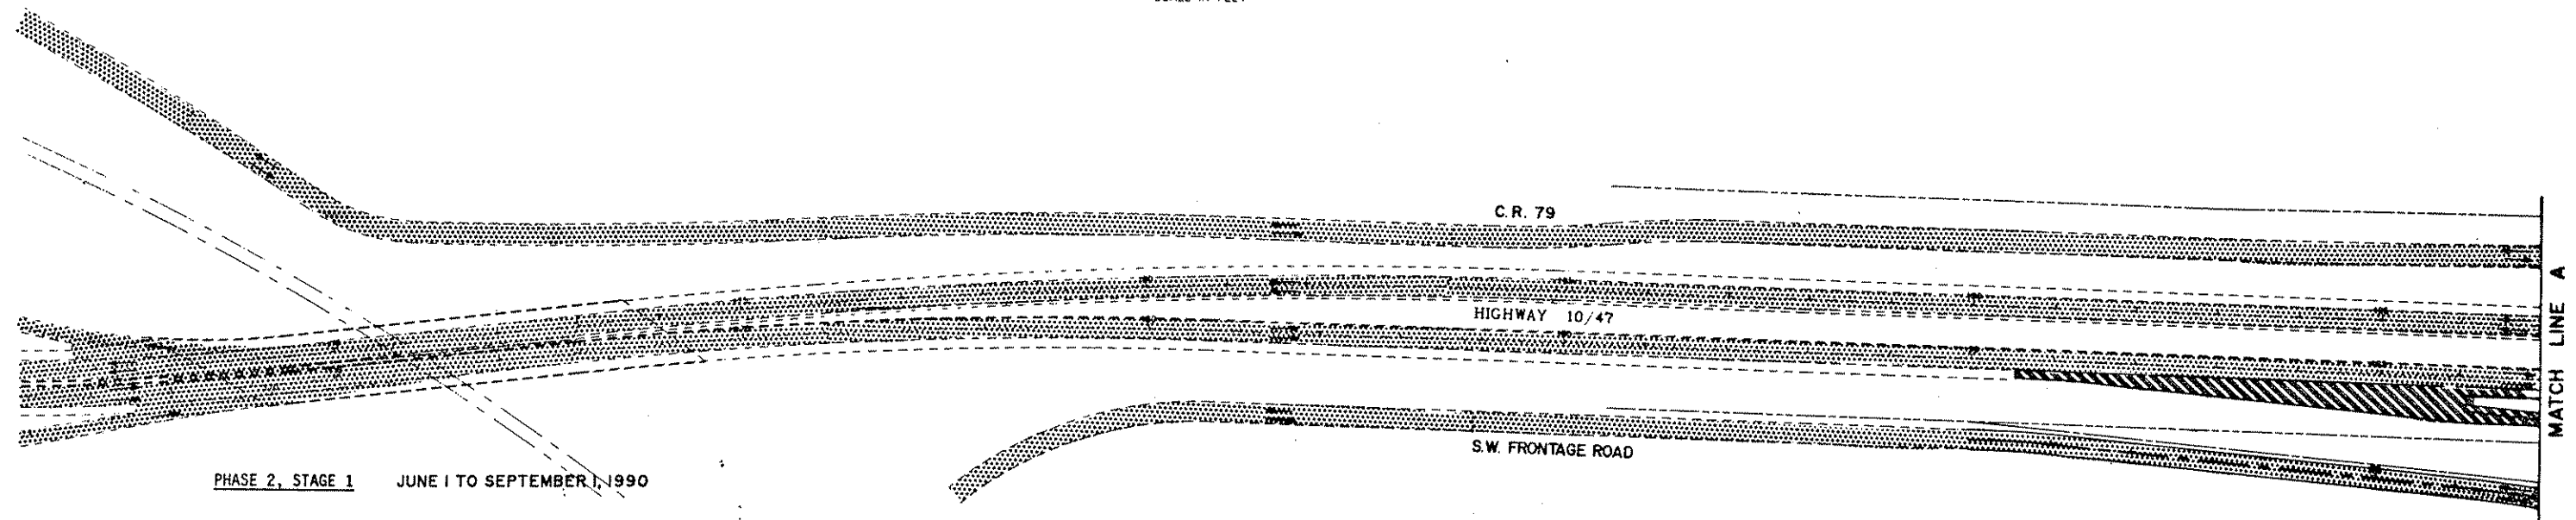 C.R. 79
HIGHWAY 10/47
S.W. FRONTAGE ROAD
MATCH LINE A
PHASE 2, STAGE 1 JUNE 1 TO SEPTEMBER 1, 1990